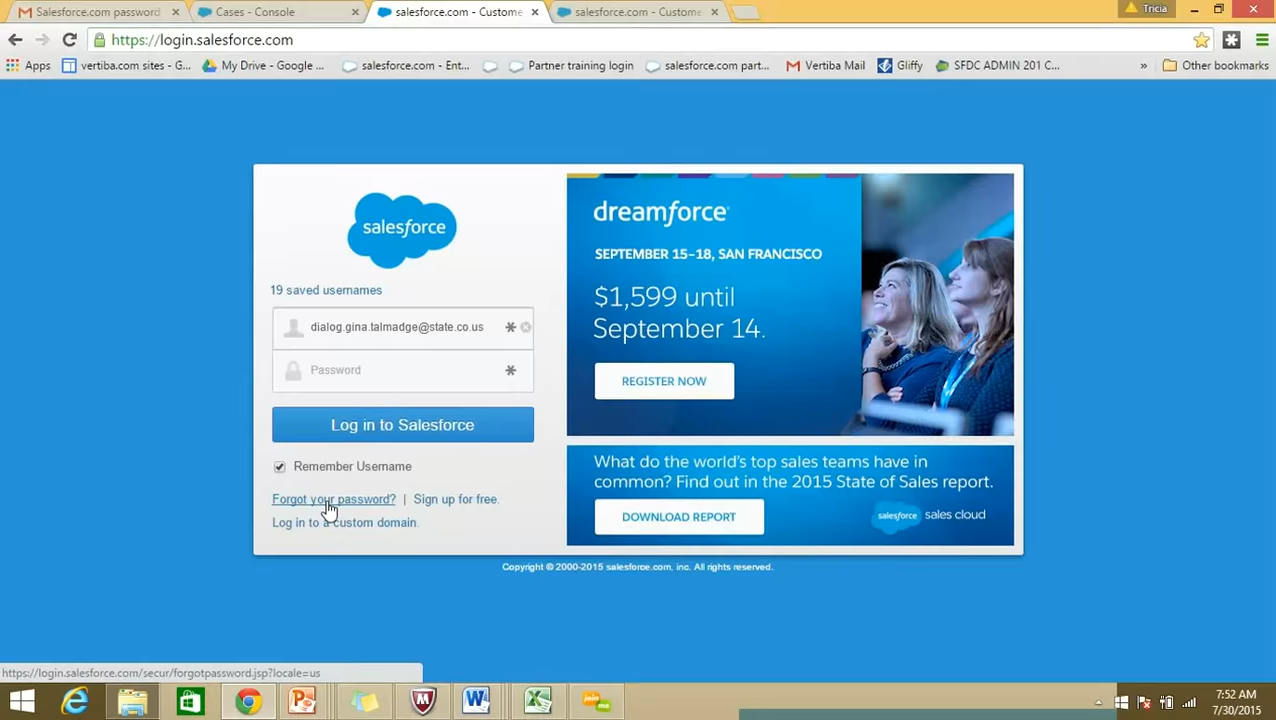 Salesforce.com password
Cases - Console
salesforce.com - Custome
salesforce.com - Custome
Tricia
https://login.salesforce.com
Apps
vertiba.com sites - G...
My Drive - Google ...
salesforce.com - Ent...
Partner training login
salesforce.com part...
Vertiba Mail
Gliffy
SFDC ADMIN 201 C...
»
Other bookmarks
salesforce
19 saved usernames
dialog.gina.talmadge@state.co.us
Password
Log in to Salesforce
Remember Username
Forgot your password? | Sign up for free.
Log in to a custom domain.
dreamforce
SEPTEMBER 15-18, SAN FRANCISCO
$1,599 until
September 14.
REGISTER NOW
What do the world's top sales teams have in
common? Find out in the 2015 State of Sales report.
DOWNLOAD REPORT
salesforce sales cloud
Copyright © 2000-2015 salesforce.com, inc. All rights reserved.
https://login.salesforce.com/secur/forgotpassword.jsp?locale=us
join
me
7:52 AM
7/30/2015